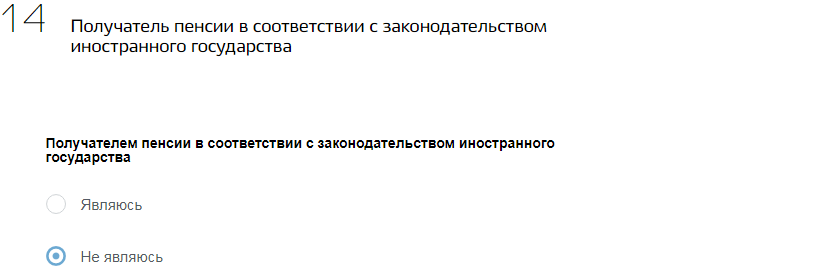 14
Получатель пенсии в соответствии с законодательством
иностранного государства
Получателем пенсии в соответствии с законодательством иностранного
государства
Являюсь
Не являюсь